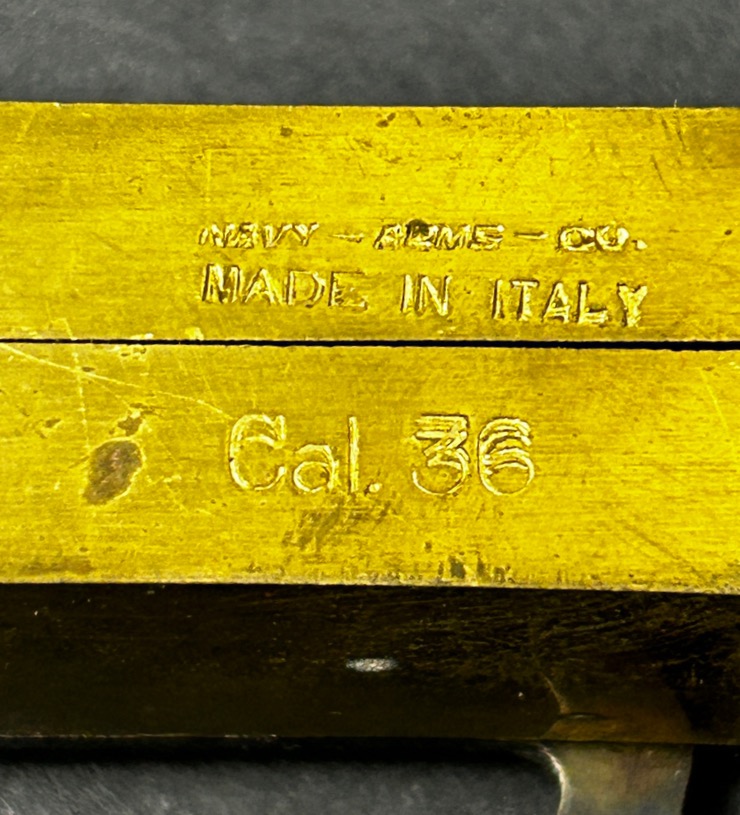 NAVY - ARMS - CO.
MADE IN ITALY
Cal. 36